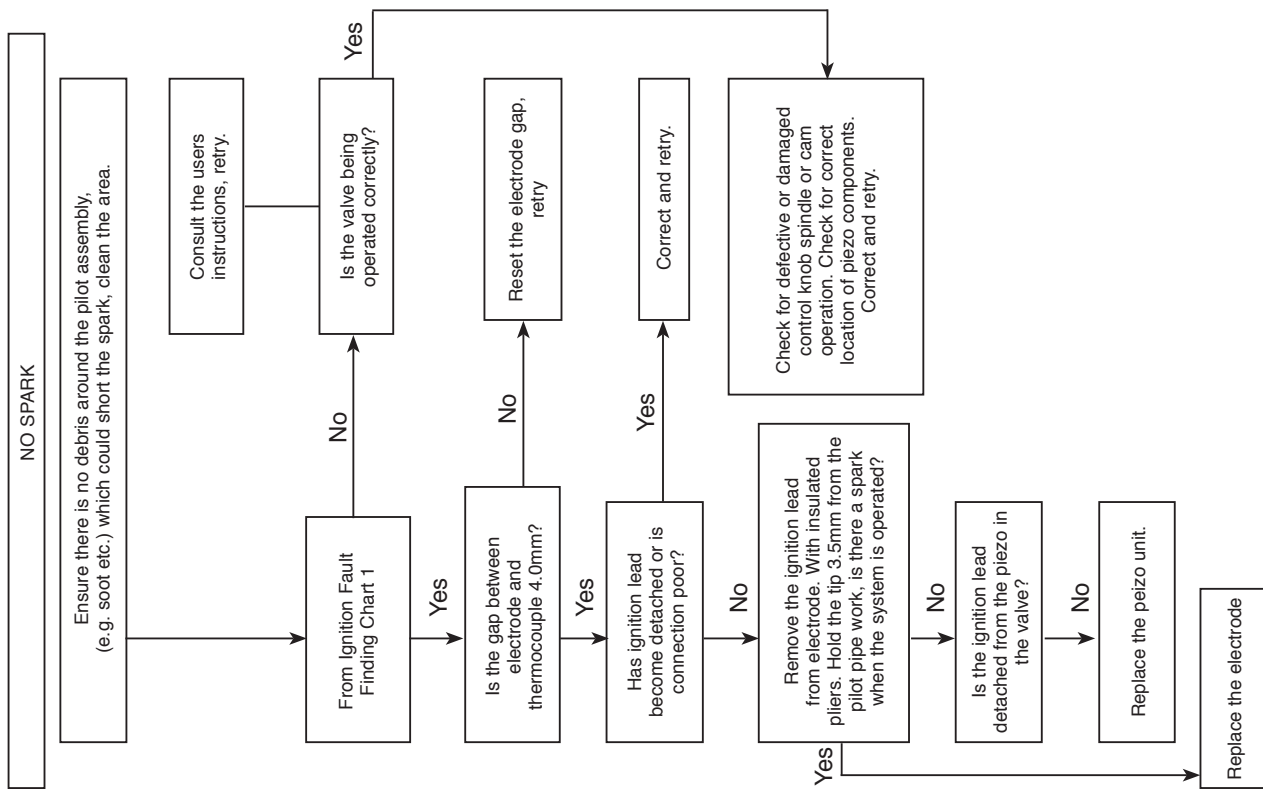 NO SPARK
Ensure there is no debris around the pilot assembly,
(e.g. soot etc.) which could short the spark, clean the area.
Consult the users
instructions, retry.
From Ignition Fault
Finding Chart 1
No
Is the valve being
operated correctly?
Yes
Yes
Is the gap between
electrode and
thermocouple 4.0mm?
No
Reset the electrode gap,
retry
Yes
Has ignition lead
become detached or is
connection poor?
Yes
Correct and retry.
No
Remove the ignition lead
from electrode. With insulated
pliers. Hold the tip 3.5mm from the
pilot pipe work, is there a spark
when the system is operated?
Check for defective or damaged
control knob spindle or cam
operation. Check for correct
location of piezo components.
Correct and retry.
Yes
No
Is the ignition lead
detached from the piezo in
the valve?
No
Replace the peizo unit.
Replace the electrode